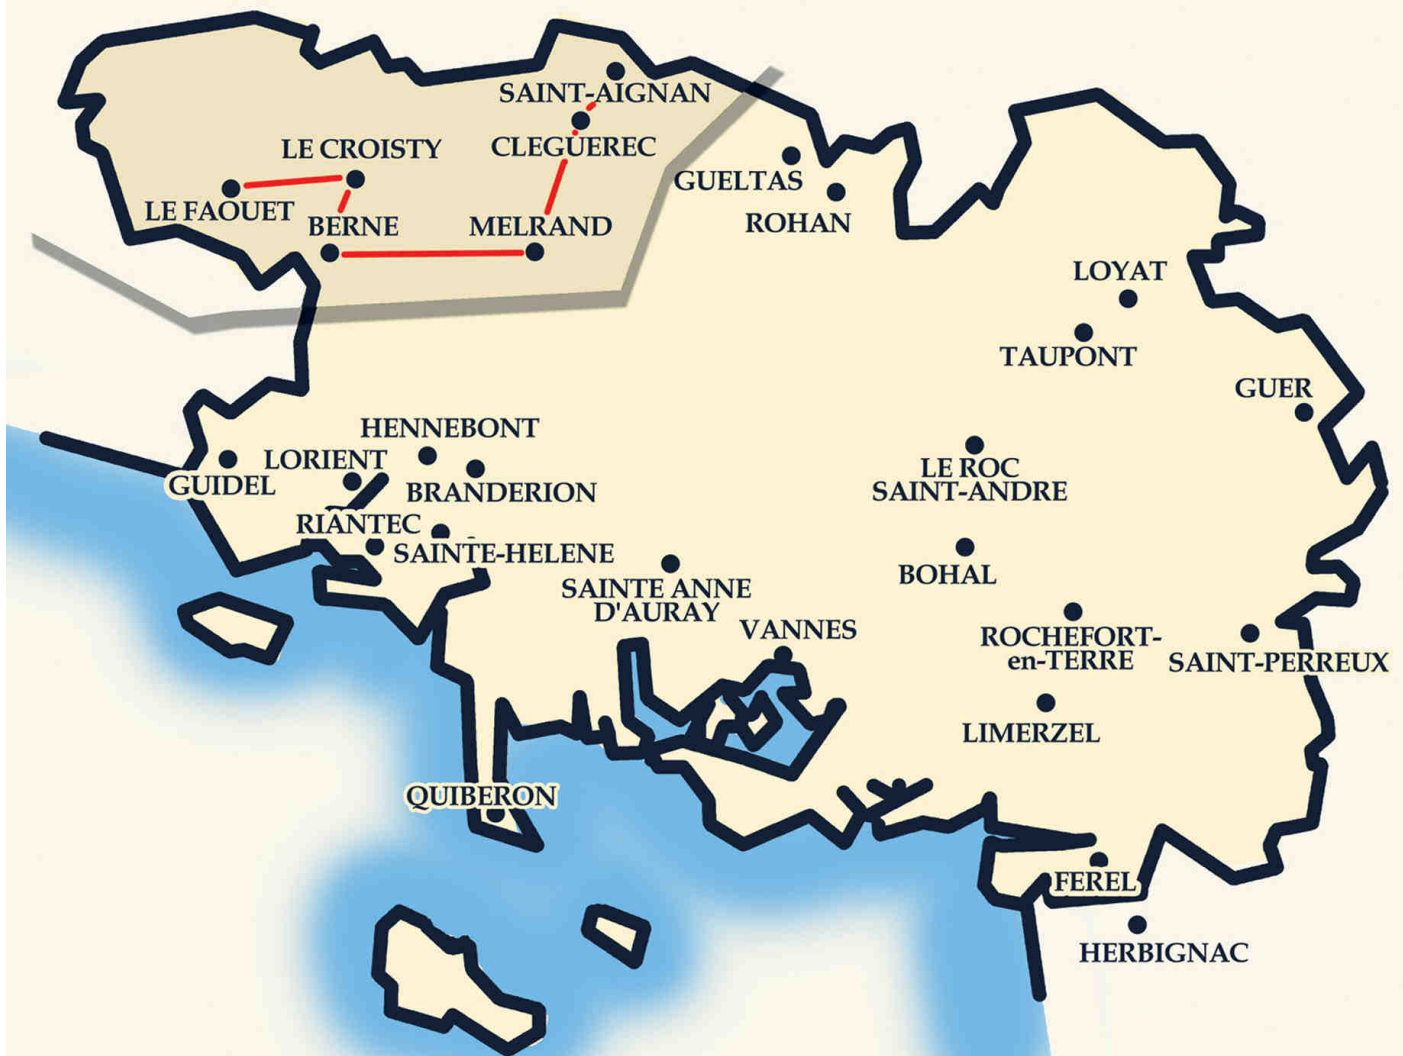 SAINT-AIGNAN
CLEGUEREC
LE CROISTY
GUELTAS
LE FAOUET
ROHAN
BERNE
MELRAND
LOYAT
TAUPONT
GUER
HENNEBONT
LORIENT
LE ROC
SAINT-ANDRE
GUIDEL
BRANDERION
RIANTEC
SAINTE-HELENE
BOHAL
SAINTE ANNE
D'AURAY
VANNES
ROCHEFORT-
en-TERRE
SAINT-PERREUX
LIMERZEL
QUIBERON
FEREL
HERBIGNAC